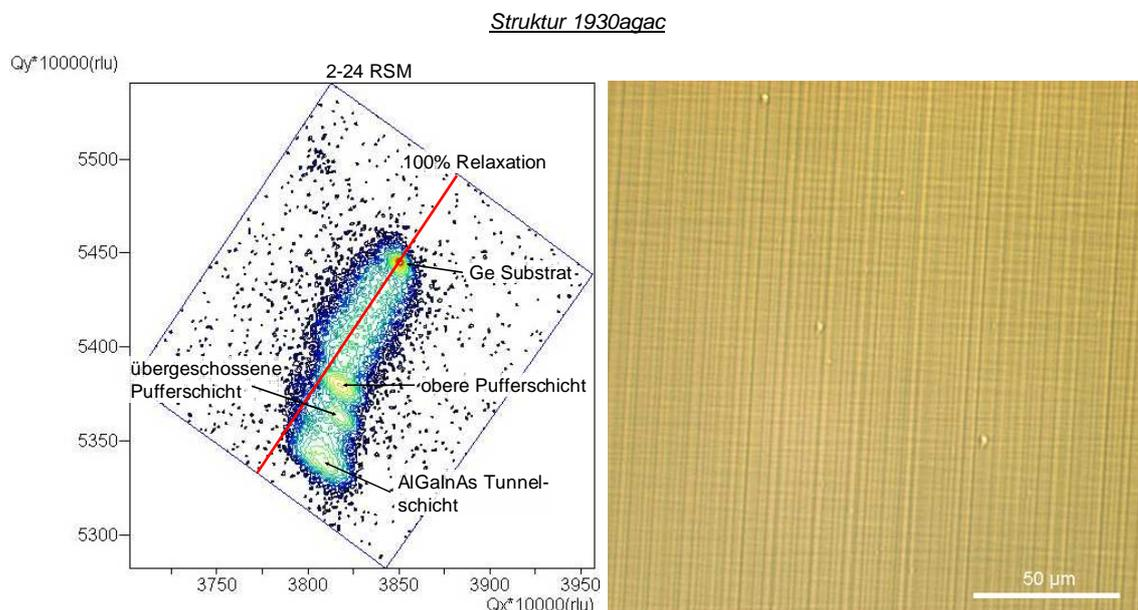 Struktur 1930agac
Qy*10000(rlu)
2-24 RSM
5500
100% Relaxation
5450
Ge Substrat
5400
übergeschossene
Pufferschicht
obere Pufferschicht
5350
AlGaInAs Tunnel-
schicht
5300
3750 3800 3850 3900 3950
Qx*10000(rlu)
50 µm